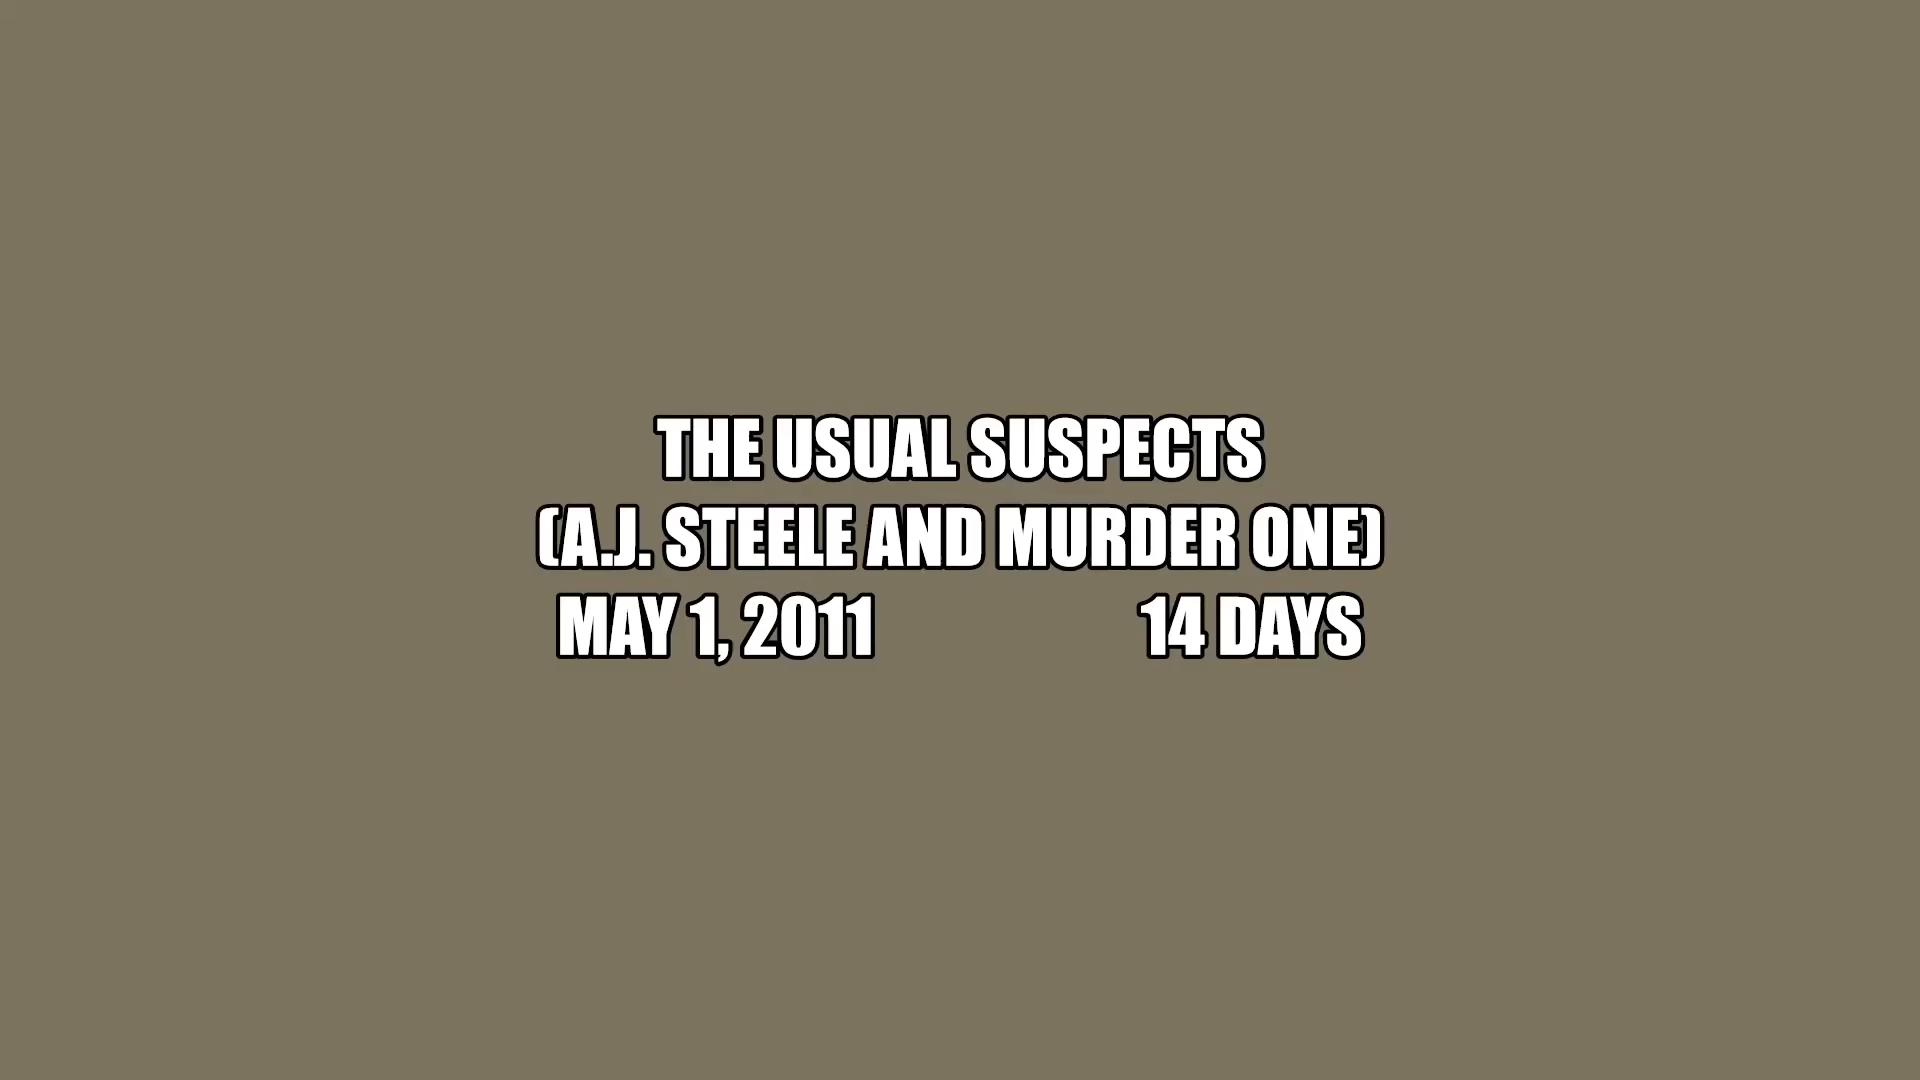 THE USUAL SUSPECTS
(A.J. STEELE AND MURDER ONE)
MAY 1, 2011 14 DAYS